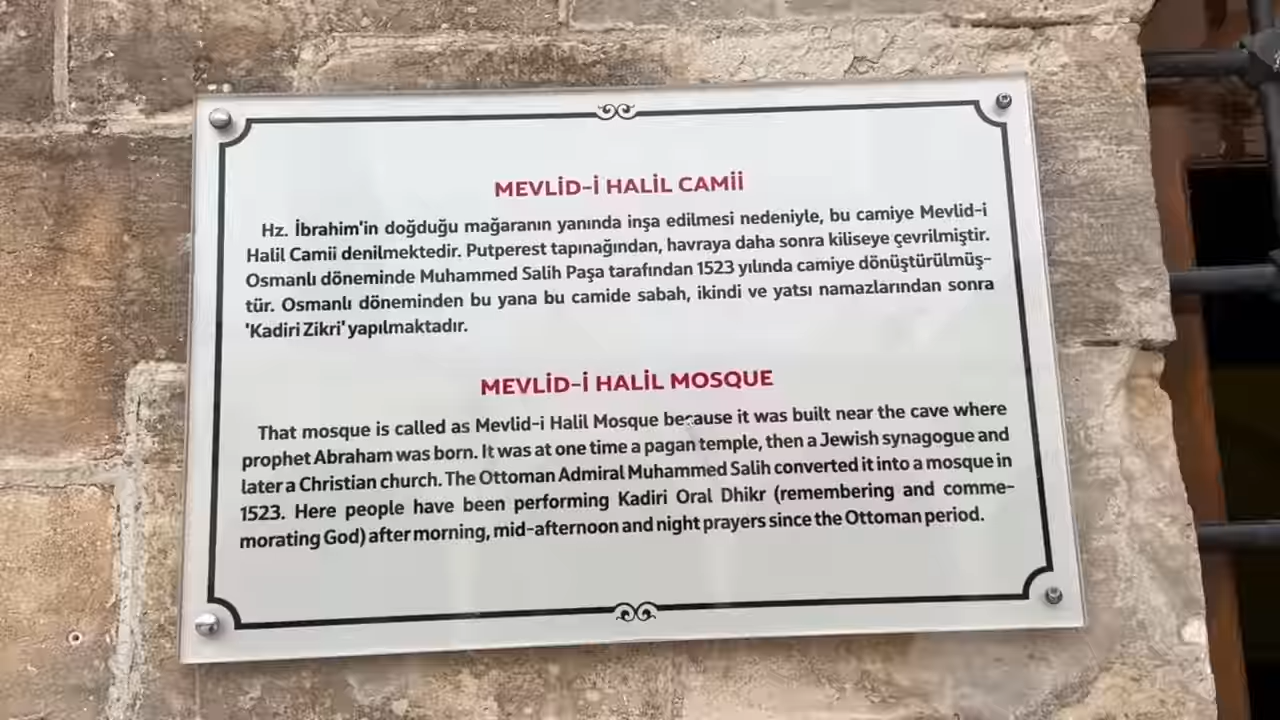 MEVLİD-İ HALİL CAMİİ
Hz. İbrahim'in doğduğu mağaranın yanında inşa edilmesi nedeniyle, bu camiye Mevlid-i
Halil Camii denilmektedir. Putperest tapınağından, havraya daha sonra kiliseye çevrilmiştir.
Osmanlı döneminde Muhammed Salih Paşa tarafından 1523 yılında camiye dönüştürülmüş-
tür. Osmanlı döneminden bu yana bu camide sabah, ikindi ve yatsı namazlarından sonra
'Kadiri Zikri' yapılmaktadır.
MEVLİD-İ HALİL MOSQUE
That mosque is called as Mevlid-i Halil Mosque because it was built near the cave where
prophet Abraham was born. It was at one time a pagan temple, then a Jewish synagogue and
later a Christian church. The Ottoman Admiral Muhammed Salih converted it into a mosque in
1523. Here people have been performing Kadiri Oral Dhikr (remembering and comme-
morating God) after morning, mid-afternoon and night prayers since the Ottoman period.